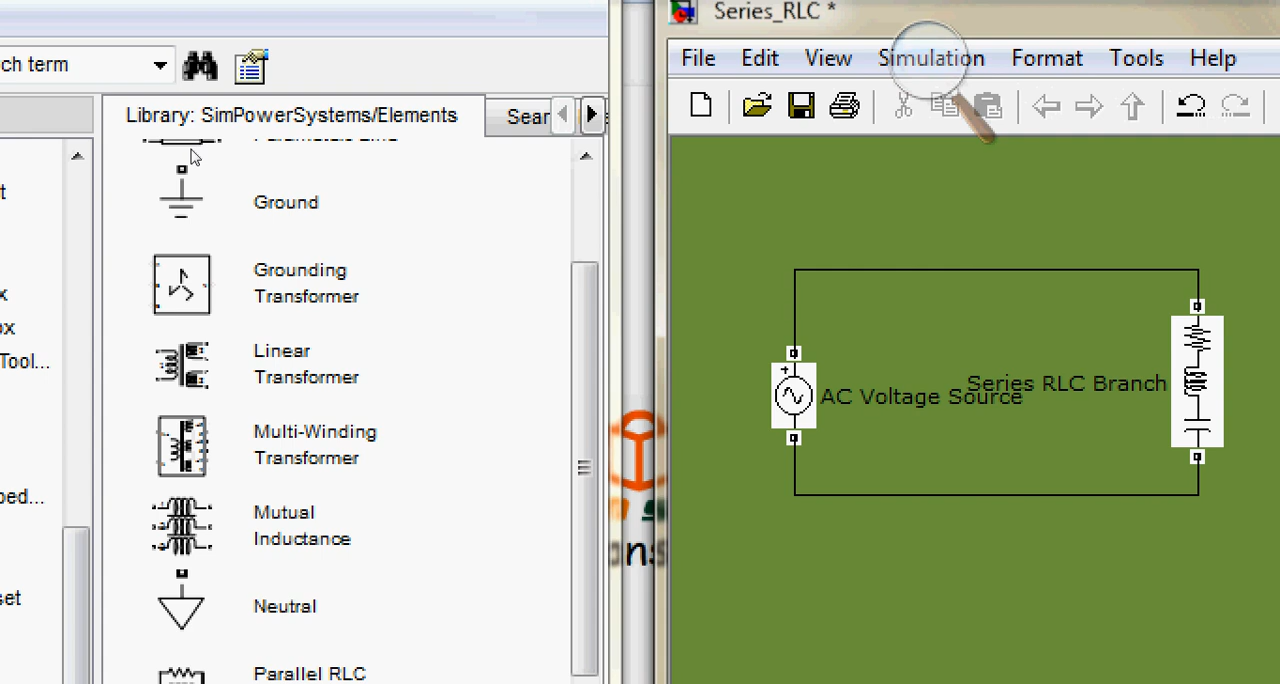 Series_RLC *
ch term
File Edit View Simulation Format Tools Help
Library: SimPowerSystems/Elements
Sear
Ground
Grounding
Transformer
Linear
Transformer
Multi-Winding
Transformer
Mutual
Inductance
Neutral
Parallel RLC
t
x
ox
Tool...
ped...
set
ns
AC Voltage Source
Series RLC Branch